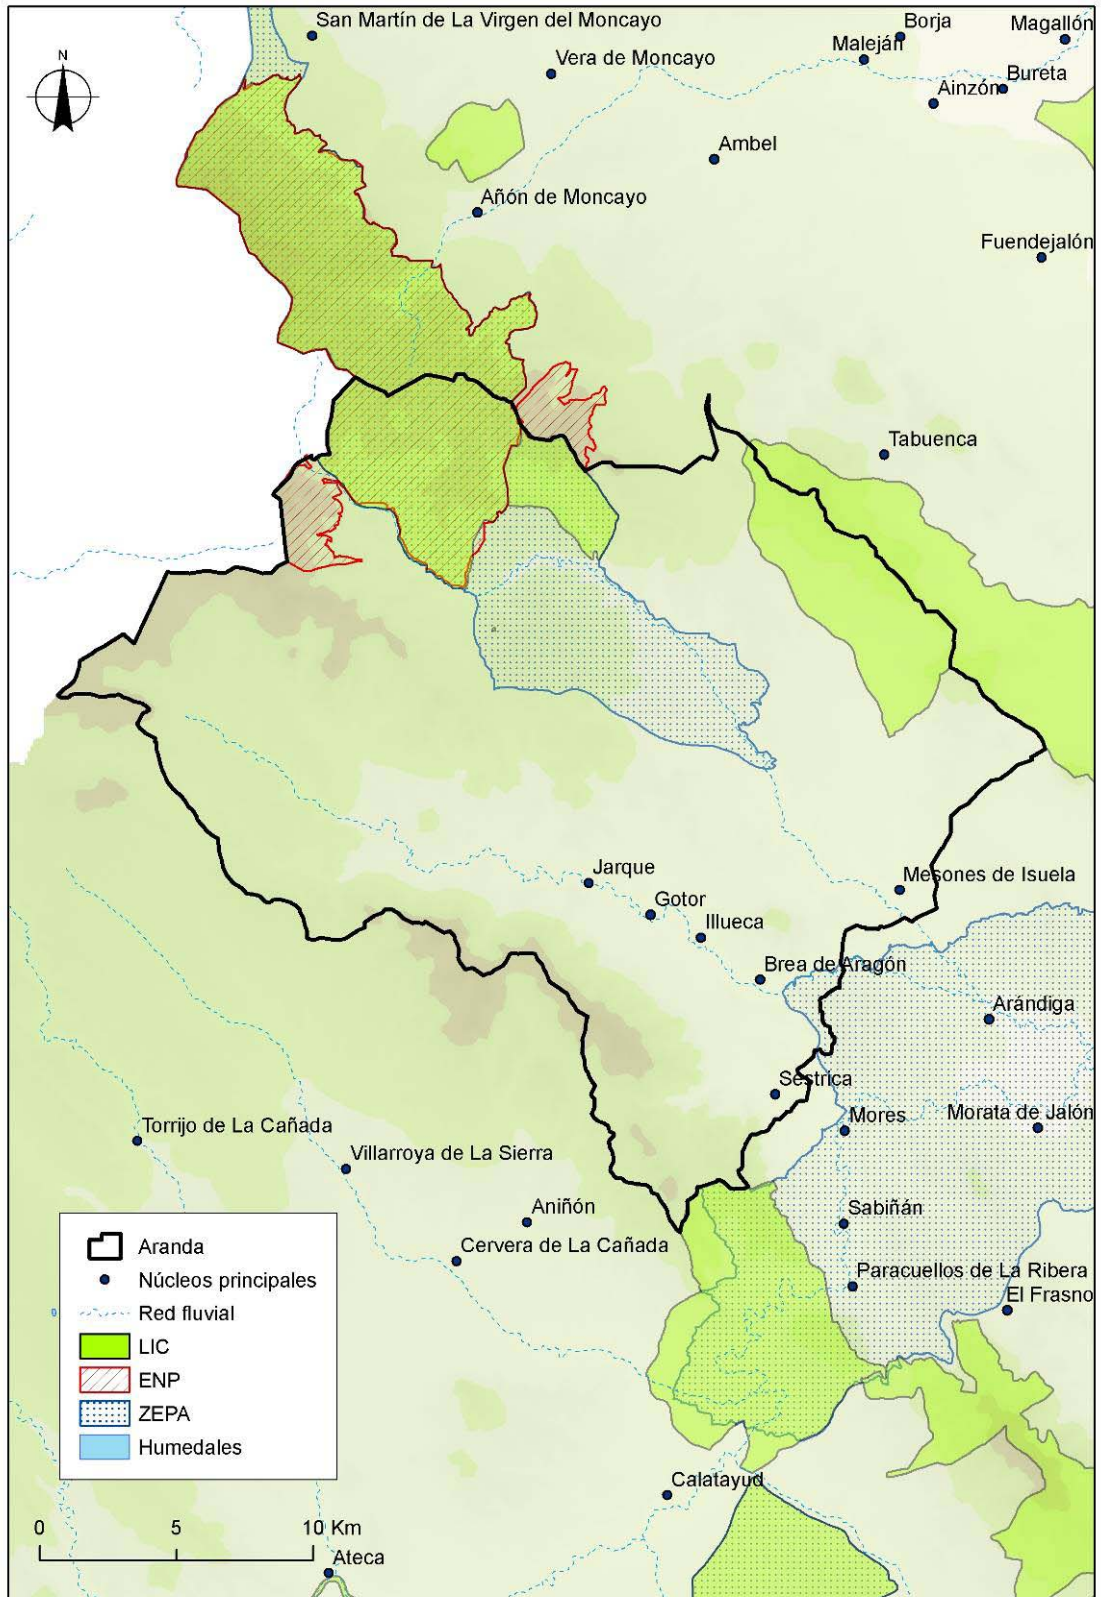 San Martín de La Virgen del Moncayo
Borja
Magallón
Maleján
Vera de Moncayo
Bureta
Ainzón
N
Ambel
Añón de Moncayo
Fuendejalón
Tabuenca
Jarque
Mesones de Isuela
Gotor
Illueca
Brea de Aragón
Arándiga
Sestrica
Torrijo de La Cañada
Mores
Morata de Jalón
Villarroya de La Sierra
Aniñón
Sabiñán
Cervera de La Cañada
Paracuellos de La Ribera
El Frasno
Aranda
Núcleos principales
Red fluvial
LIC
ENP
ZEPA
Humedales
Calatayud
0 5 10 Km
Ateca